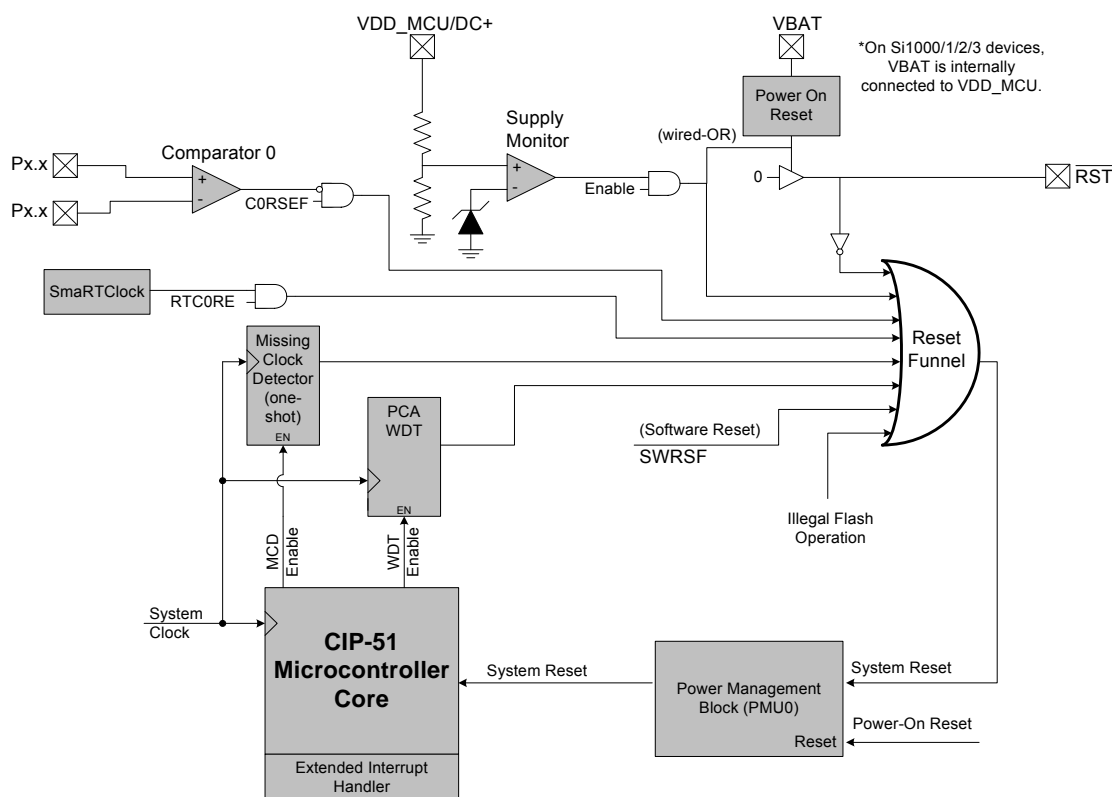 VDD_MCU/DC+
VBAT
*On Si1000/1/2/3 devices,
VBAT is internally
connected to VDD_MCU.
Power On
Reset
Supply
Monitor
(wired-OR)
Comparator 0
Px.x
+
-
Px.x
C0RSEF
+
-
Enable
0
RST
SmaRTClock
RTC0RE
Missing
Clock
Detector
(one-
shot)
EN
PCA
WDT
EN
Reset
Funnel
(Software Reset)
SWRSF
Illegal Flash
Operation
MCD
Enable
WDT
Enable
System
Clock
CIP-51
Microcontroller
Core
Extended Interrupt
Handler
System Reset
Power Management
Block (PMU0)
Reset
System Reset
Power-On Reset